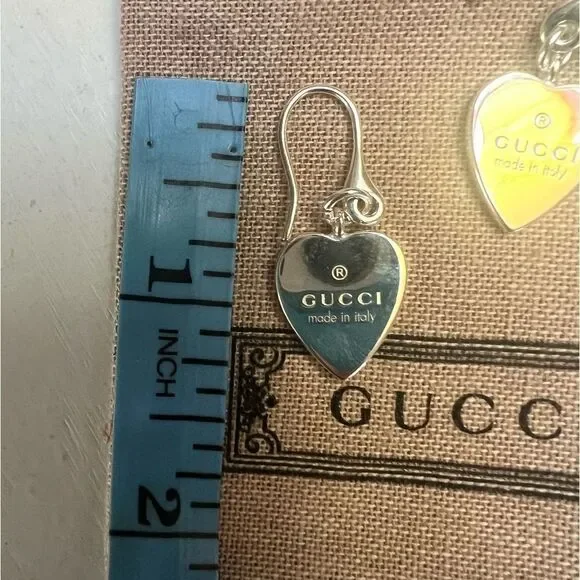 ®
GUCCI
made in italy
®
GUCCI
made in italy
1
INCH
2
GUCC